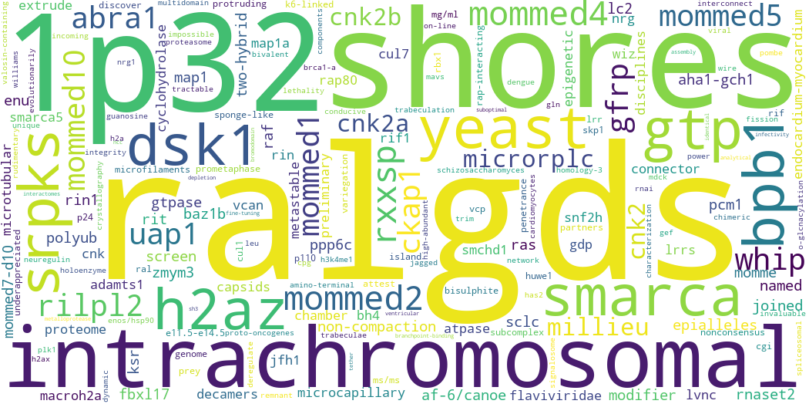 extrude
abra1
1p32
shores
cnk2b
mommed4
mommed5
protruding
k6-linked
discover
multidomain
incoming
impossible
proteasome
nrg1
mg/ml
on-line
lc2
nrg
interconnect
viral
wire
assembly
pombe
valosin-containing
williams
evolutionarily
mommed10
map1a
map1
bivalent
tractable
cyclohydrolase
two-hybrid
components
brca1-a
rap80
lethality
conducive
cul7
rbx1
mavs
dengue
rap-interacting
epigenetic
wiz
disciplines
gfrp
aha1-gch1
endocardium-myocardium
enu
smarca5
unique
guanosine
h2a
integrity
dsk1
sponge-like
raf
rin
cnk2a
rif1
trabeculation
yeast
gln
lrr
skp1
gtp
rif
fission
infectivity
power
microtubular
srpks
rin1
p24
crystallography
microfilaments
prometaphase
metastable
mommed1
preliminary
variegation
rxxsp
microrplc
schizosaccharomyces
homology-3
connector
mdck
rnai
bpb1
o-glcnacylation
ralgds
depletion
gtpase
rit
vcan
baz1b
uap1
ckap1
high-abundant
vcp
trim
penetrance
cardiomyocytes
snf2h
partners
cnk2
gef
characterization
pcm1
chimeric
lrrs
mommed7-d10
underappreciated
polyub
cnk
holoenzyme
neuregulin
screen
zmym3
ral
cul1
leu
ppp6c
p110
h3k4me1
cpg
island
jagged
smchd1
network
ras
gdp
whip
momme
named
rilpl2
adamts1
capsids
h2az
amino-terminal
mommed2
attest
bisulphite
huwe1
has2
smarca
joined
invaluable
proteome
e11.5-e14.5
proto-oncogenes
enos/hsp90
trabeculae
chamber
bh4
non-compaction
atpase
sclc
subcomplex
millieu
epialleles
nonconsensus
cgi
plk1
h2ax
intrachromosomal
ksr
genome
prey
jfh1
ventricular
dynamic
remnant
tether
ms/ms
macroh2a
fbxl17
decamers
microcapillary
af-6/canoe
flaviviridae
modifier
lvnc
rnaset2